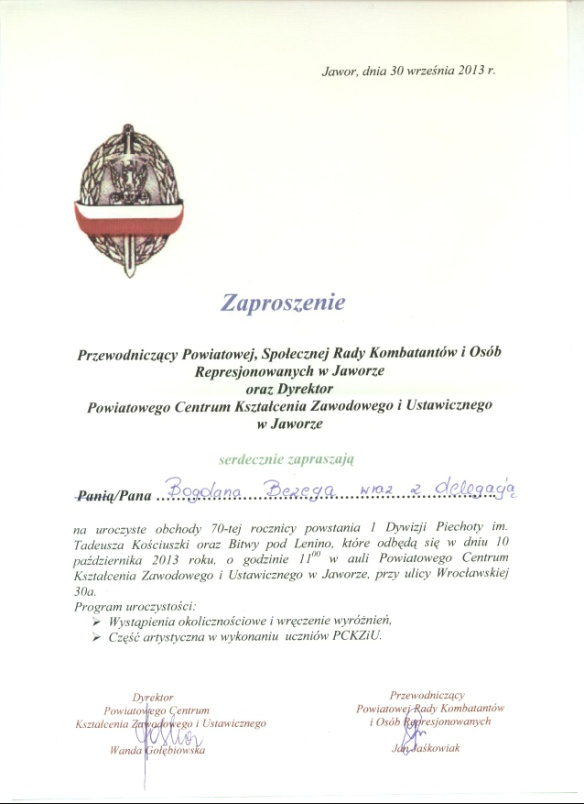 Jawor, dnia 30 września 2013 r.
Zaproszenie
Przewodniczący Powiatowej, Społecznej Rady Kombatantów i Osób
Represjonowanych w Jaworze
oraz Dyrektor
Powiatowego Centrum Kształcenia Zawodowego i Ustawicznego
w Jaworze
serdecznie zapraszają
Panią/Pana Bogdana Bezega wraz z delegacją
na uroczyste obchody 70-tej rocznicy powstania 1 Dywizji Piechoty im.
Tadeusza Kościuszki oraz Bitwy pod Lenino, które odbędą się w dniu 10
października 2013 roku, o godzinie 11⁰⁰ w auli Powiatowego Centrum
Kształcenia Zawodowego i Ustawicznego w Jaworze, przy ulicy Wrocławskiej
30a.
Program uroczystości:
➢ Wystąpienia okolicznościowe i wręczenie wyróżnień,
➢ Część artystyczna w wykonaniu uczniów PCKZiU.
Dyrektor
Powiatowego Centrum
Kształcenia Zawodowego i Ustawicznego
Wanda Gołębiowska
Przewodniczący
Powiatowej Rady Kombatantów
i Osób Represjonowanych
Jan Jaśkowiak